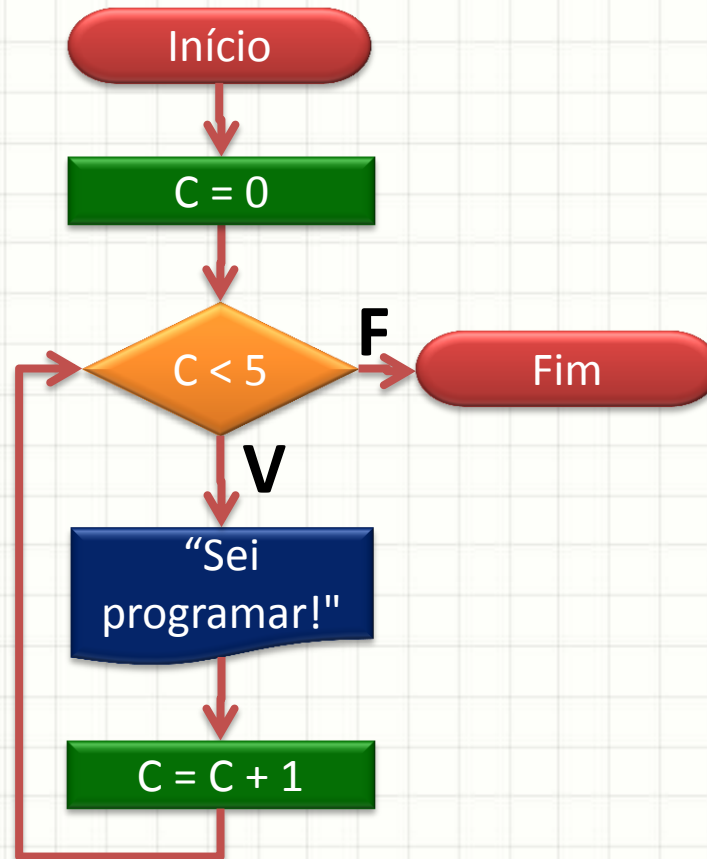 Início
C = 0
C < 5
F
Fim
V
“Sei
programar!"
C = C + 1